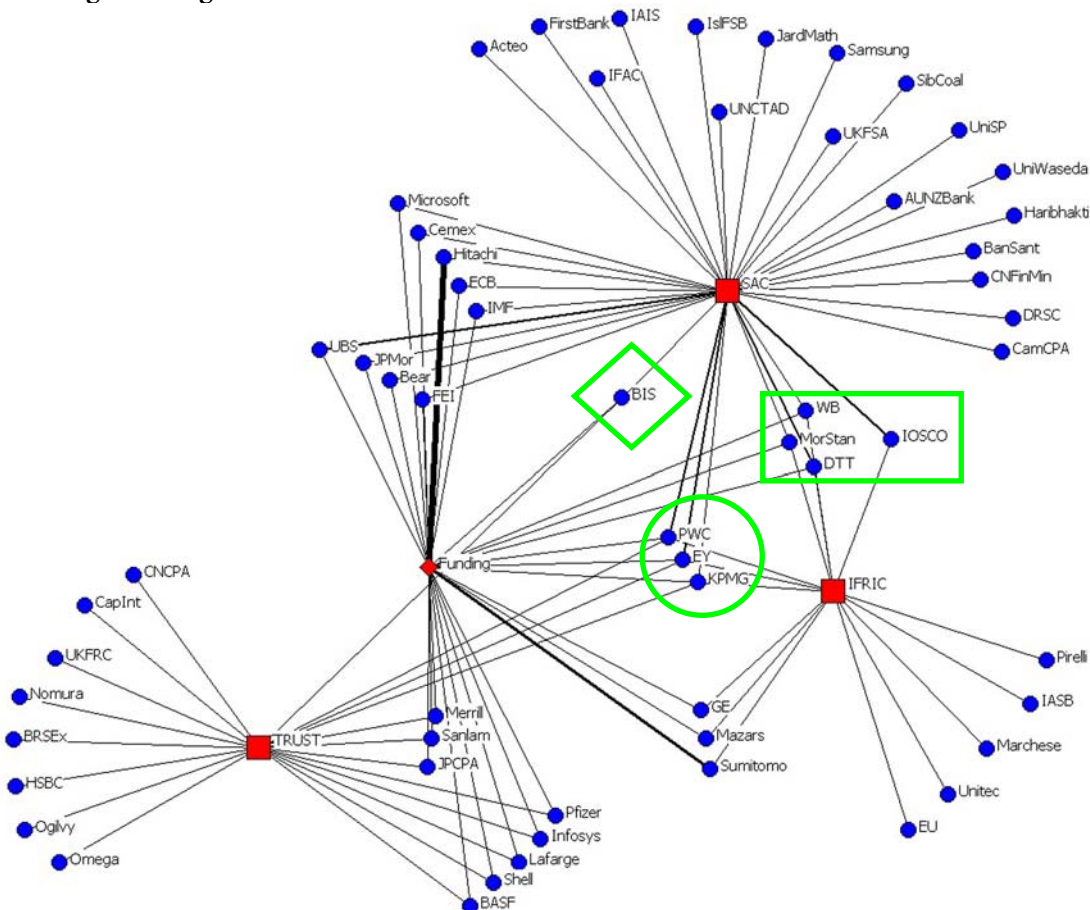 FirstBank
IAIS
IslFSB
JardMath
Acteo
Samsung
IFAC
SibCoal
UNCTAD
UKFSA
UniSP
UniWaseda
AUNZBank
Microsoft
Haribhakti
Cemex
Hitachi
BanSant
ECB
SAC
CNFinMin
IMF
DRSC
UBS
CamCPA
JPMor
Bear
FEI
BIS
WB
MorStan
IOSCO
DTT
PWC
EY
Funding
CNCPA
KPMG
IFRIC
CapInt
UKFRC
Pirelli
Nomura
GE
IASB
Merrill
BRSEx
TRUST
Sanlam
Mazars
Marchese
JPCPA
Sumitomo
HSBC
Unitec
Pfizer
Ogilvy
Infosys
EU
Omega
Lafarge
Shell
BASF